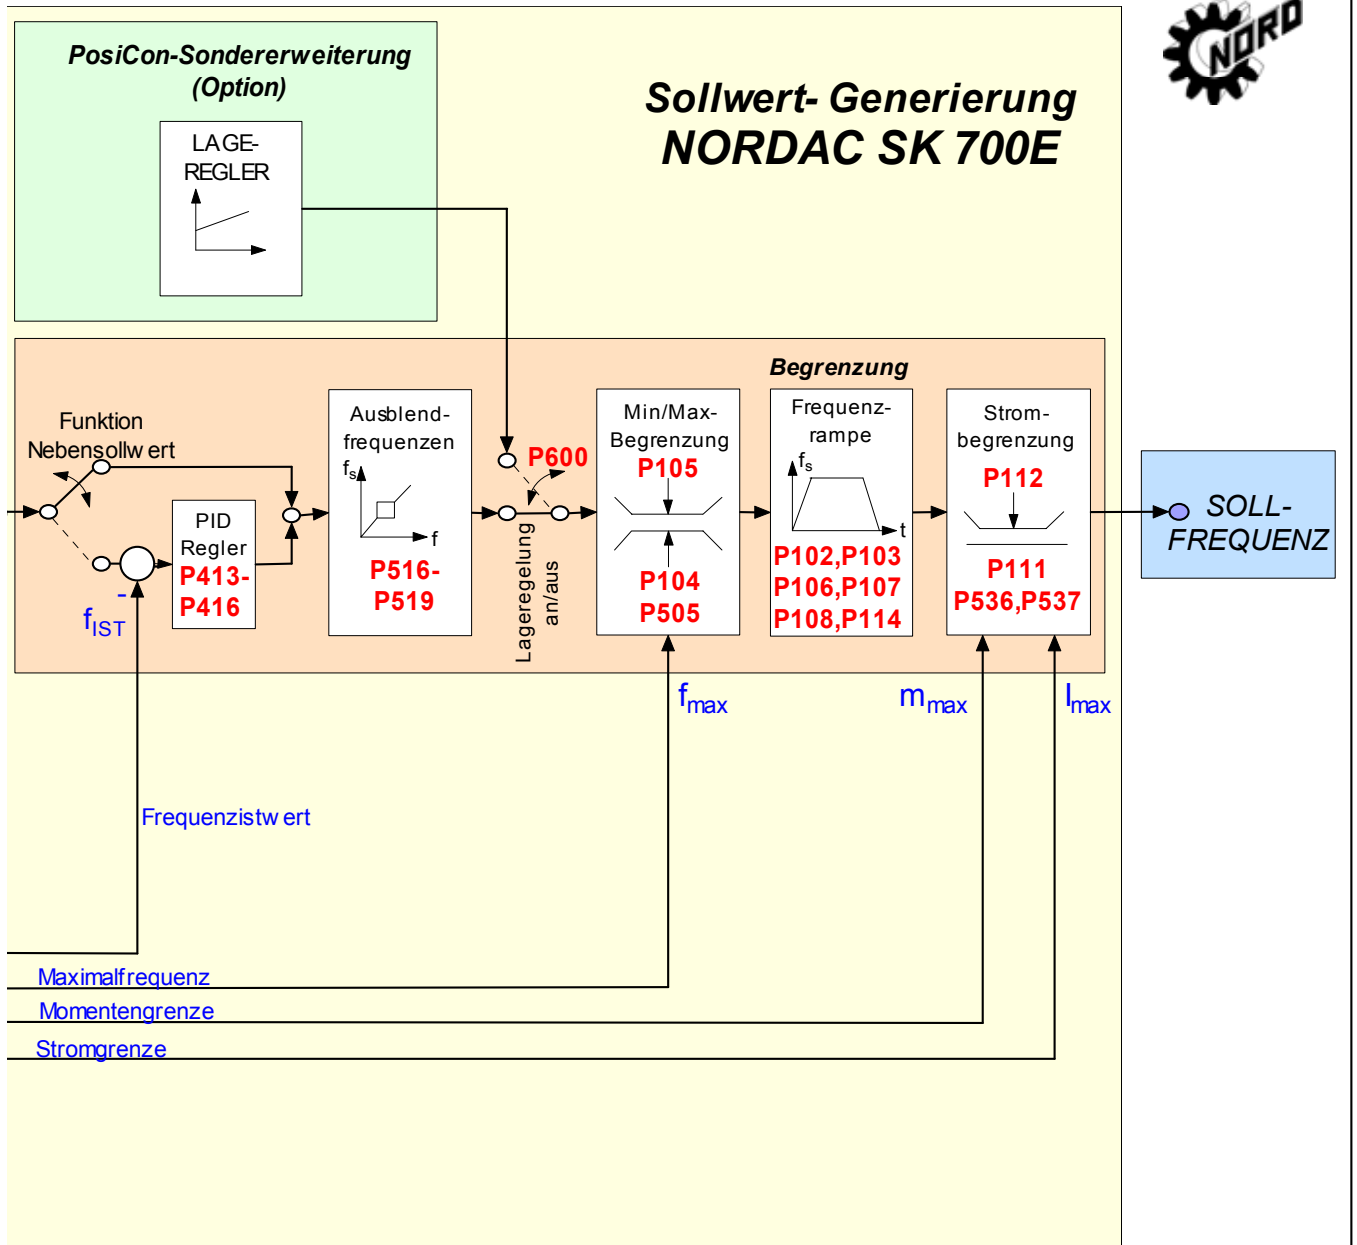 NORD
PosiCon-Sondererweiterung
(Option)
Sollwert- Generierung
NORDAC SK 700E
LAGE-
REGLER
Begrenzung
Funktion
Nebensollwert
PID
Regler
P413-
P416
-
fIST
Ausblend-
frequenzen
fs
f
P516-
P519
P600
Lageregelung
an/aus
Min/Max-
Begrenzung
P105
P104
P505
Frequenz-
rampe
fs
t
P102,P103
P106,P107
P108,P114
Strom-
begrenzung
P112
P111
P536,P537
SOLL-
FREQUENZ
fmax
mmax
Imax
Frequenzistwert
Maximalfrequenz
Momentengrenze
Stromgrenze